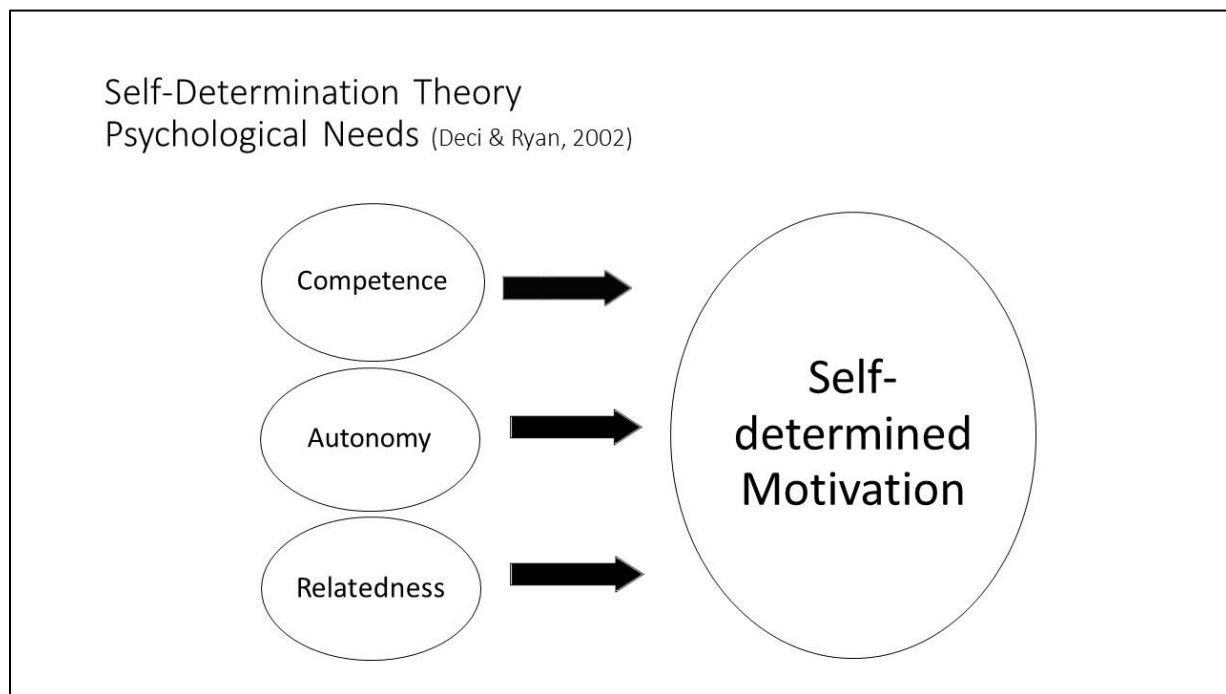 Self-Determination Theory
Psychological Needs (Deci & Ryan, 2002)
Competence
Autonomy
Relatedness
Self-
determined
Motivation